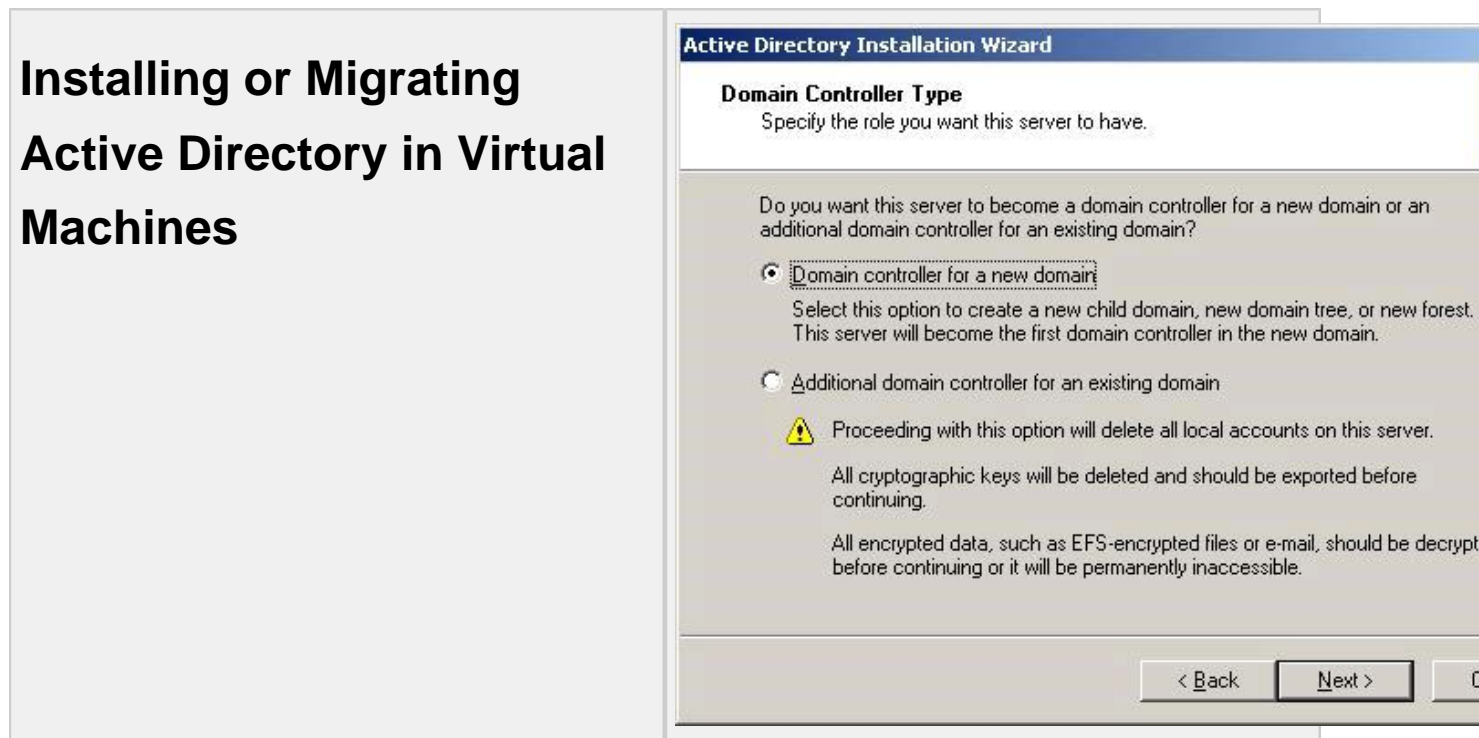 Installing or Migrating
Active Directory in Virtual
Machines
Active Directory Installation Wizard
Domain Controller Type
Specify the role you want this server to have.
Do you want this server to become a domain controller for a new domain or an
additional domain controller for an existing domain?
Domain controller for a new domain
Select this option to create a new child domain, new domain tree, or new forest.
This server will become the first domain controller in the new domain.
Additional domain controller for an existing domain
Proceeding with this option will delete all local accounts on this server.
All cryptographic keys will be deleted and should be exported before
continuing.
All encrypted data, such as EFS-encrypted files or e-mail, should be decrypt
before continuing or it will be permanently inaccessible.
< Back
Next >